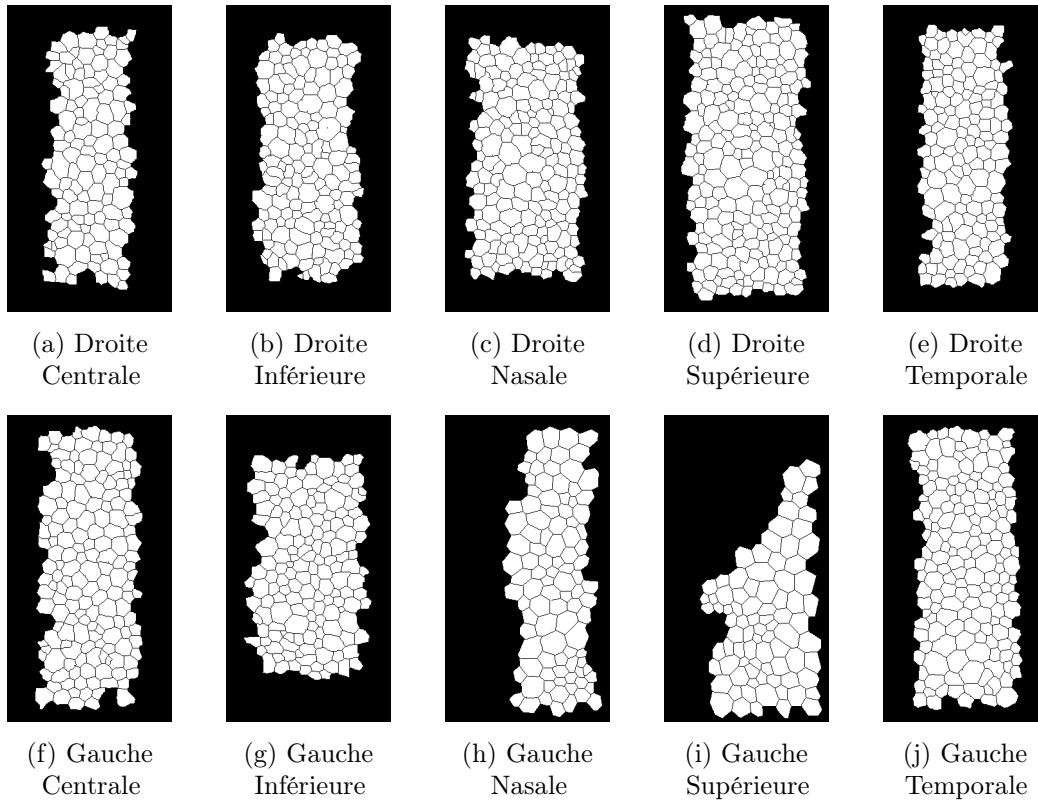 (a) Droite
Centrale
(b) Droite
Inférieure
(c) Droite
Nasale
(d) Droite
Supérieure
(e) Droite
Temporale
(f) Gauche
Centrale
(g) Gauche
Inférieure
(h) Gauche
Nasale
(i) Gauche
Supérieure
(j) Gauche
Temporale